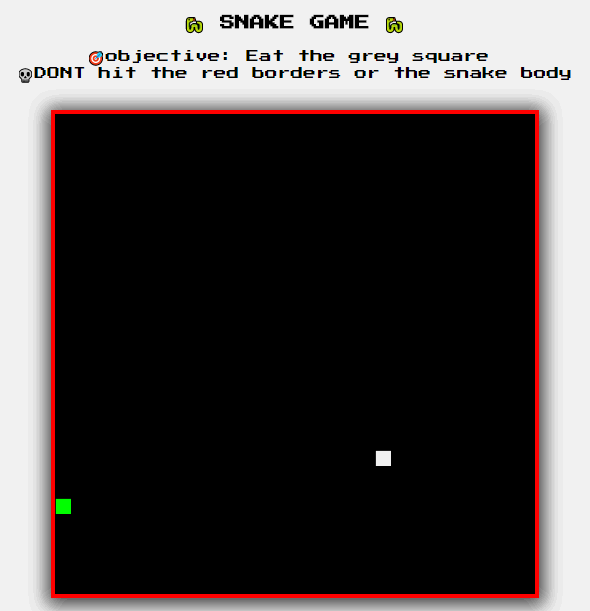 🐍 SNAKE GAME 🐍
🎯objective: Eat the grey square
💀DONT hit the red borders or the snake body